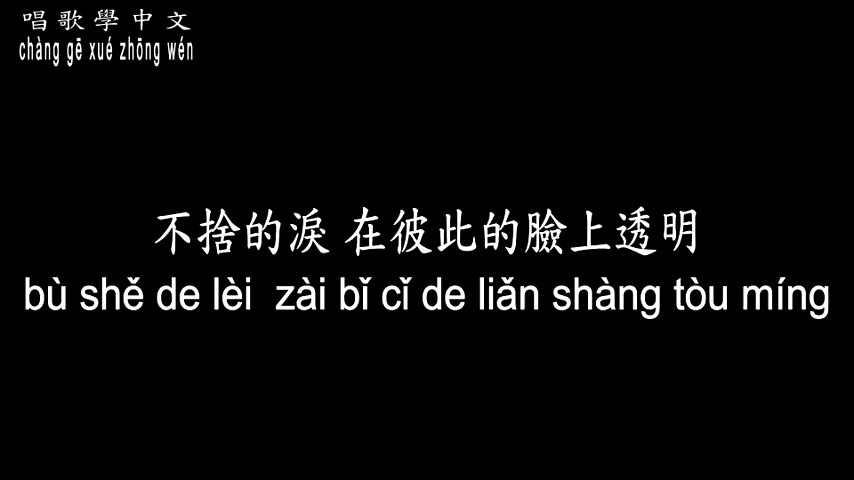 唱歌學中文
chàng gē xué zhōng wén
不捨的淚 在彼此的臉上透明
bù shě de lèi  zài bǐ cǐ de liǎn shàng tòu míng